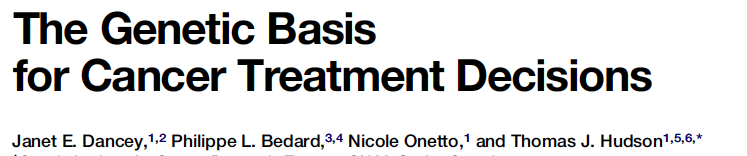 The Genetic Basis
for Cancer Treatment Decisions
Janet E. Dancey,1,2 Philippe L. Bedard,3,4 Nicole Onetto,1 and Thomas J. Hudson1,5,6,*